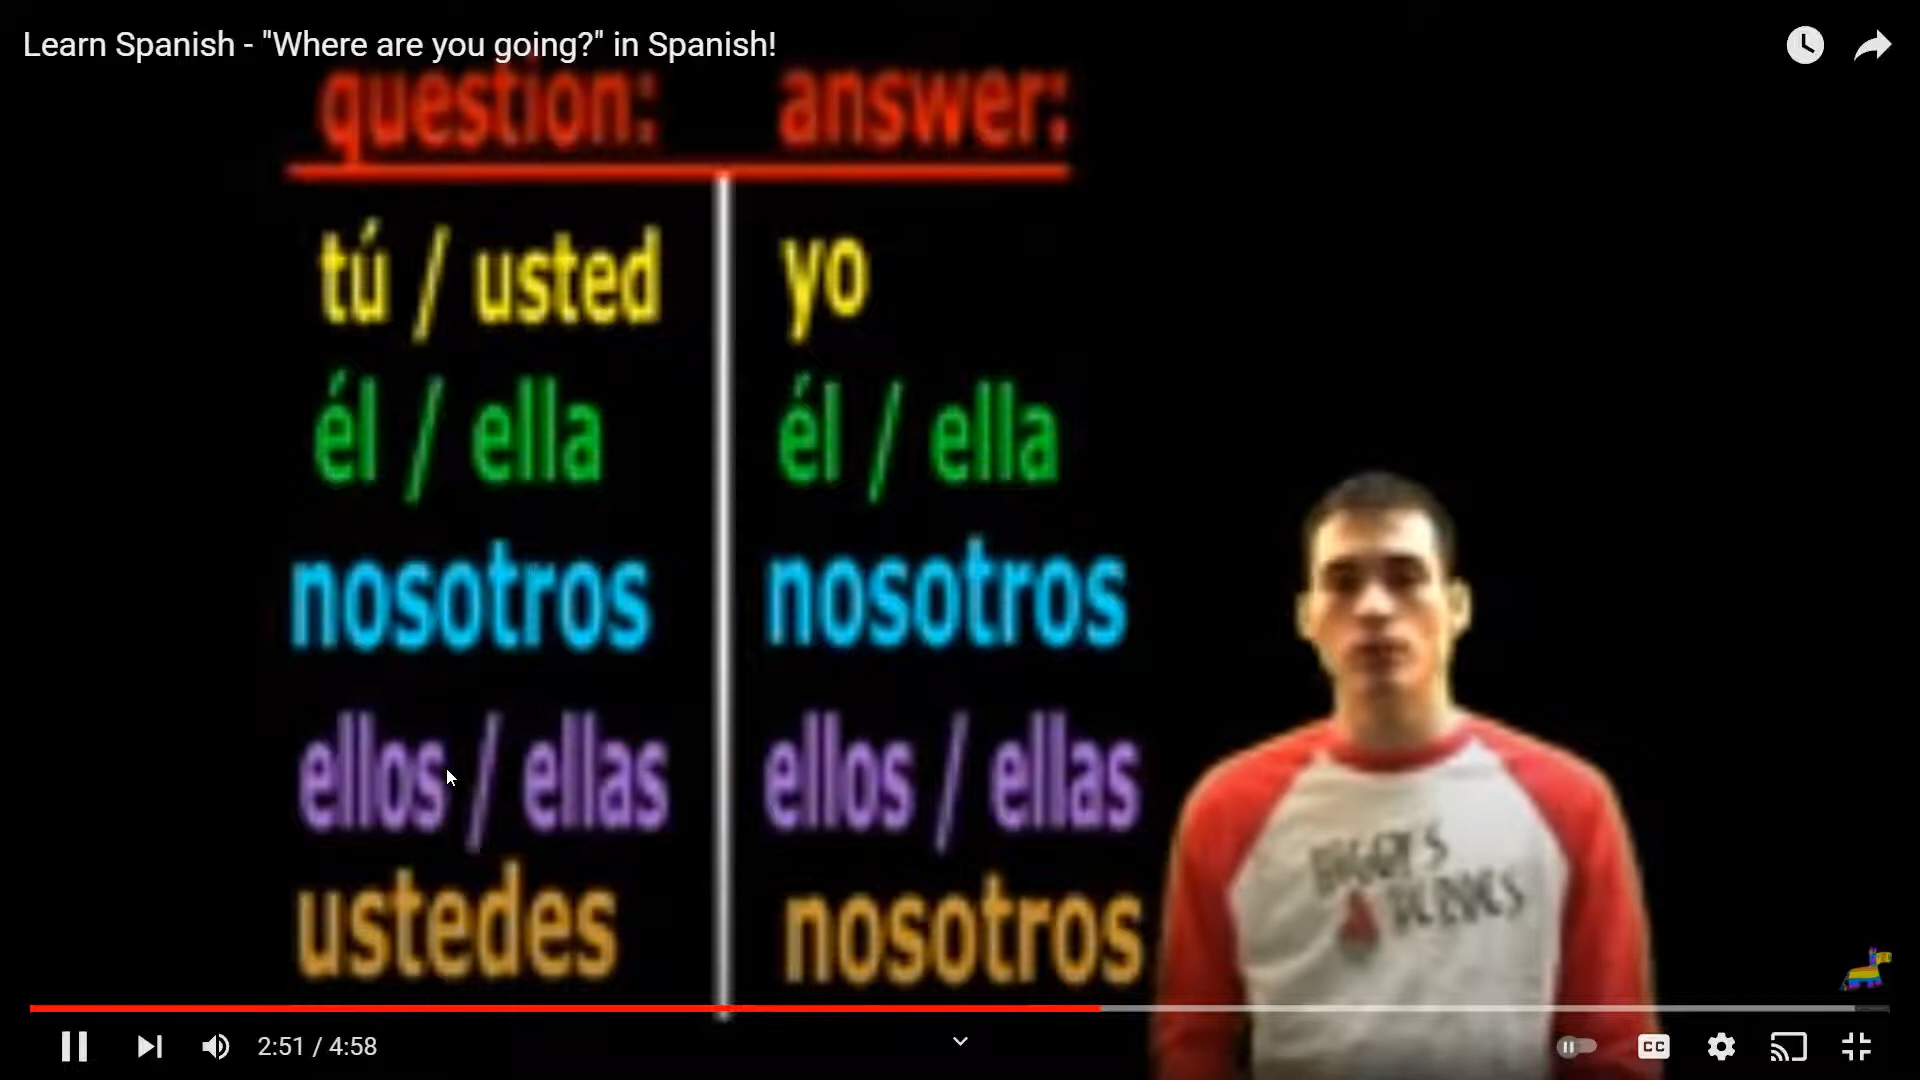 Learn Spanish - "Where are you going?" in Spanish!
question: answer:
tú / usted yo
él / ella él / ella
nosotros nosotros
ellos / ellas ellos / ellas
ustedes nosotros
2:51 / 4:58
CC